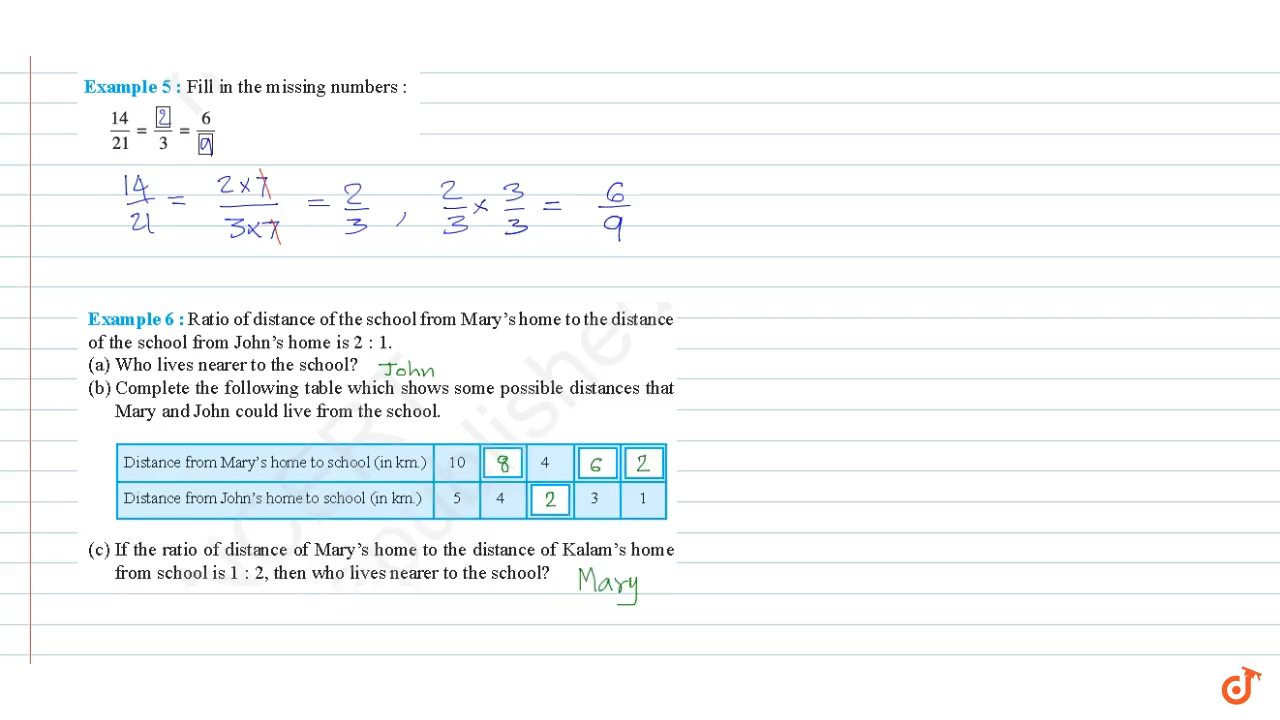 Example 5 : Fill in the missing numbers :
14/21 = 2/3 = 6/9
14/21 = 2×7/3×7 = 2/3 , 2/3 × 3/3 = 6/9
Example 6 : Ratio of distance of the school from Mary's home to the distance
of the school from John's home is 2 : 1.
(a) Who lives nearer to the school? John
(b) Complete the following table which shows some possible distances that
Mary and John could live from the school.
Distance from Mary's home to school (in km.) 10 8 4 6 2
Distance from John's home to school (in km.) 5 4 2 3 1
(c) If the ratio of distance of Mary's home to the distance of Kalam's home
from school is 1 : 2, then who lives nearer to the school? Mary